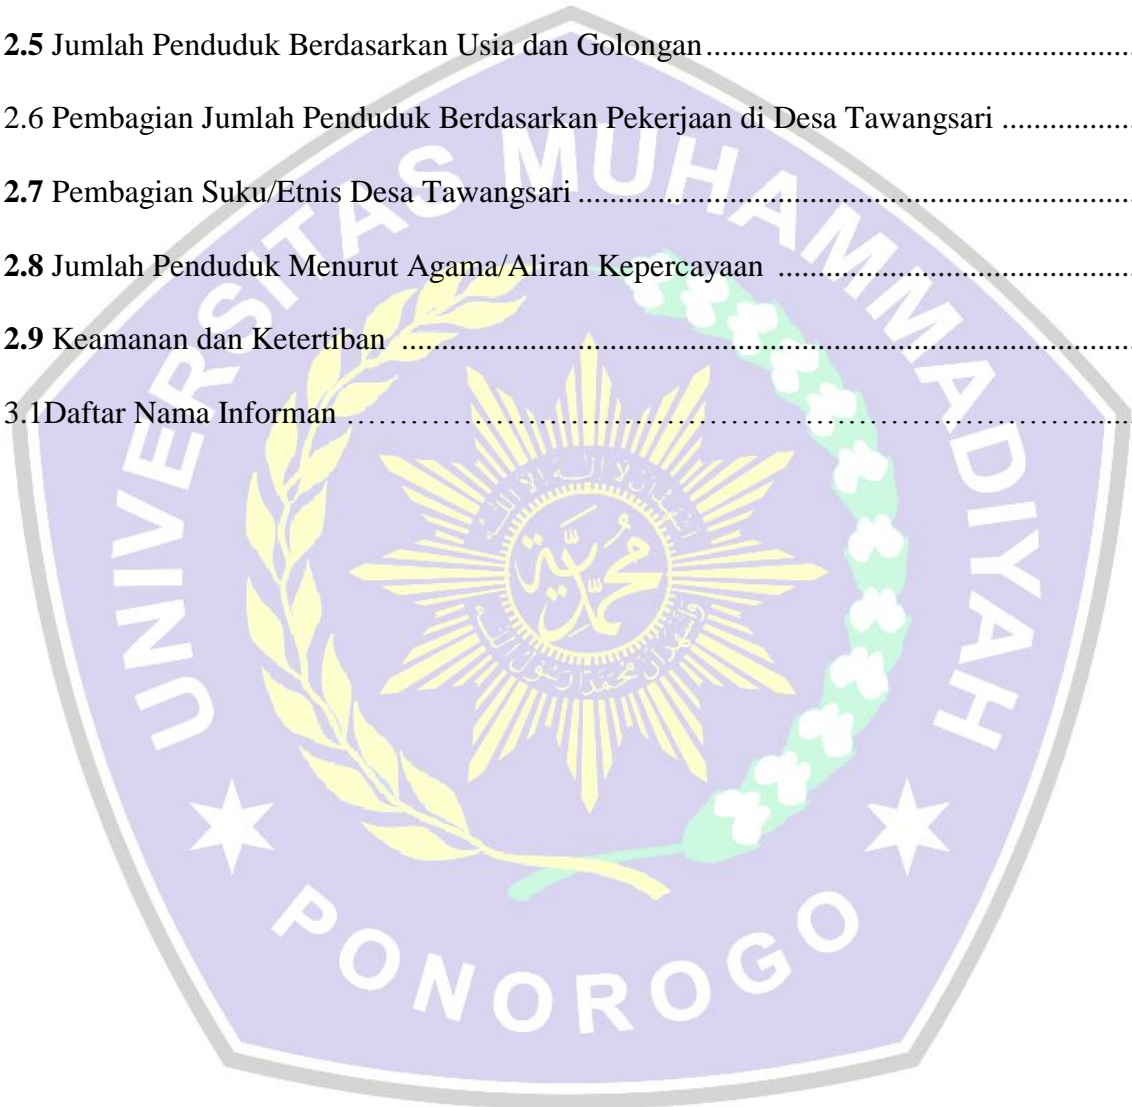 2.5 Jumlah Penduduk Berdasarkan Usia dan Golongan.......................................................
2.6 Pembagian Jumlah Penduduk Berdasarkan Pekerjaan di Desa Tawangsari .................
2.7 Pembagian Suku/Etnis Desa Tawangsari.......................................................................
2.8 Jumlah Penduduk Menurut Agama/Aliran Kepercayaan .............................................
2.9 Keamanan dan Ketertiban ............................................................................................
3.1Daftar Nama Informan …………………………………………………………….......
UNIVERSITAS MUHAMMADIYAH
PONOROGO
محمدية